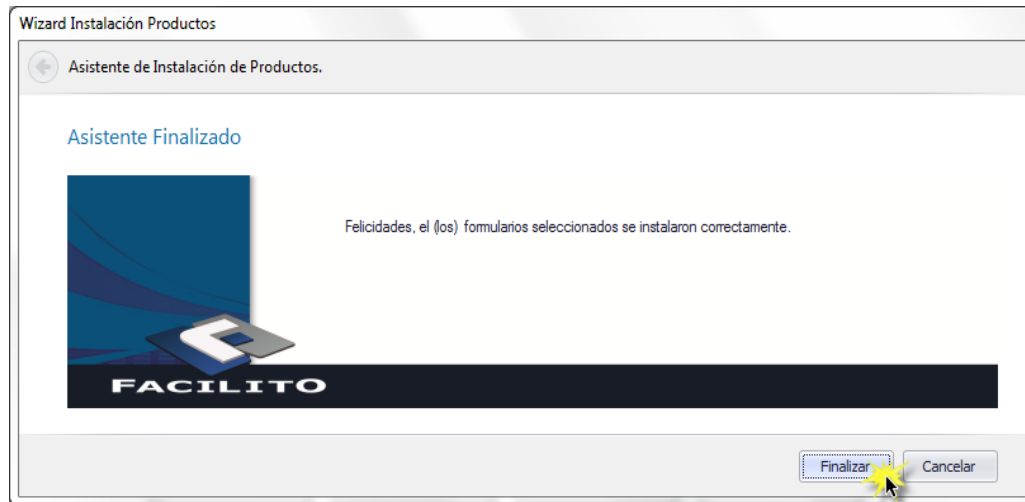 Wizard Instalación Productos
Asistente de Instalación de Productos.
Asistente Finalizado
Felicidades, el (los) formularios seleccionados se instalaron correctamente.
FACILITO
Finalizar
Cancelar